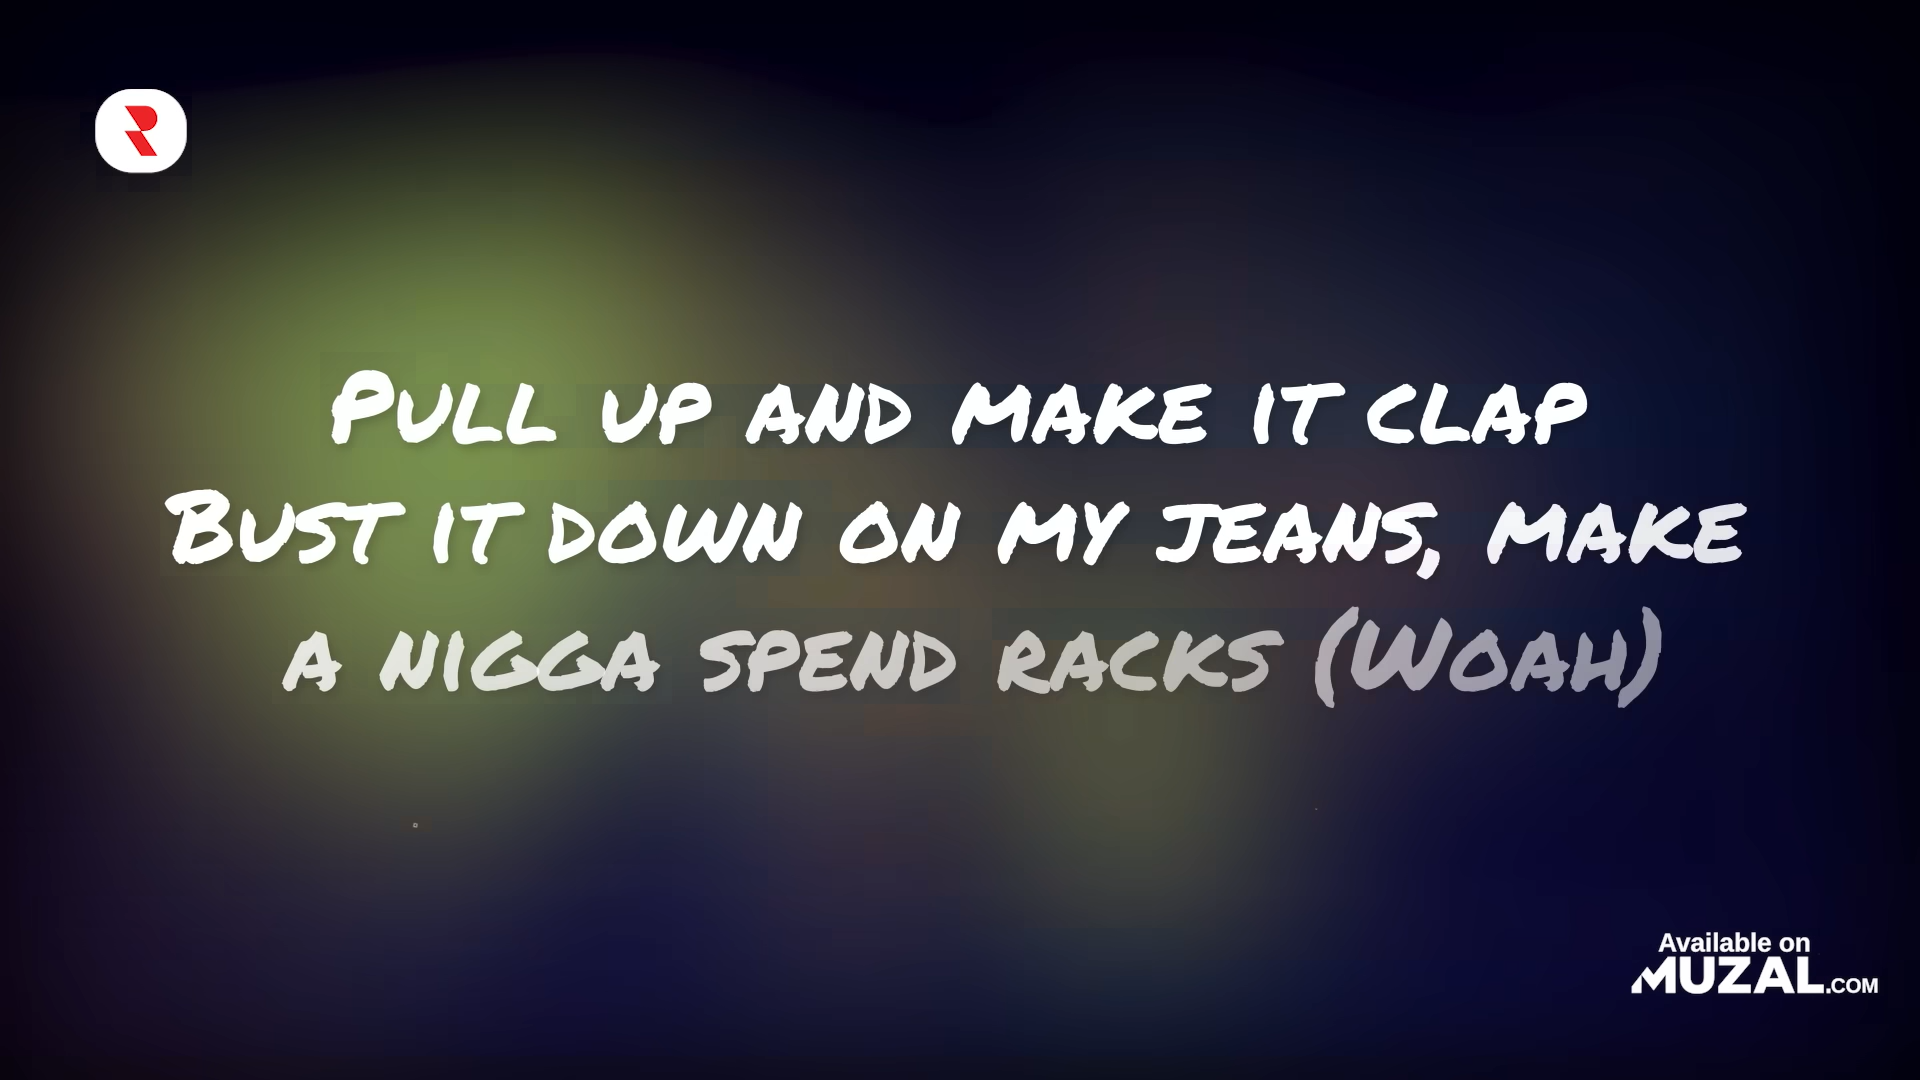 R
Pull up and make it clap
Bust it down on my jeans, make
a nigga spend racks (Woah)
Available on
MUZAL.COM